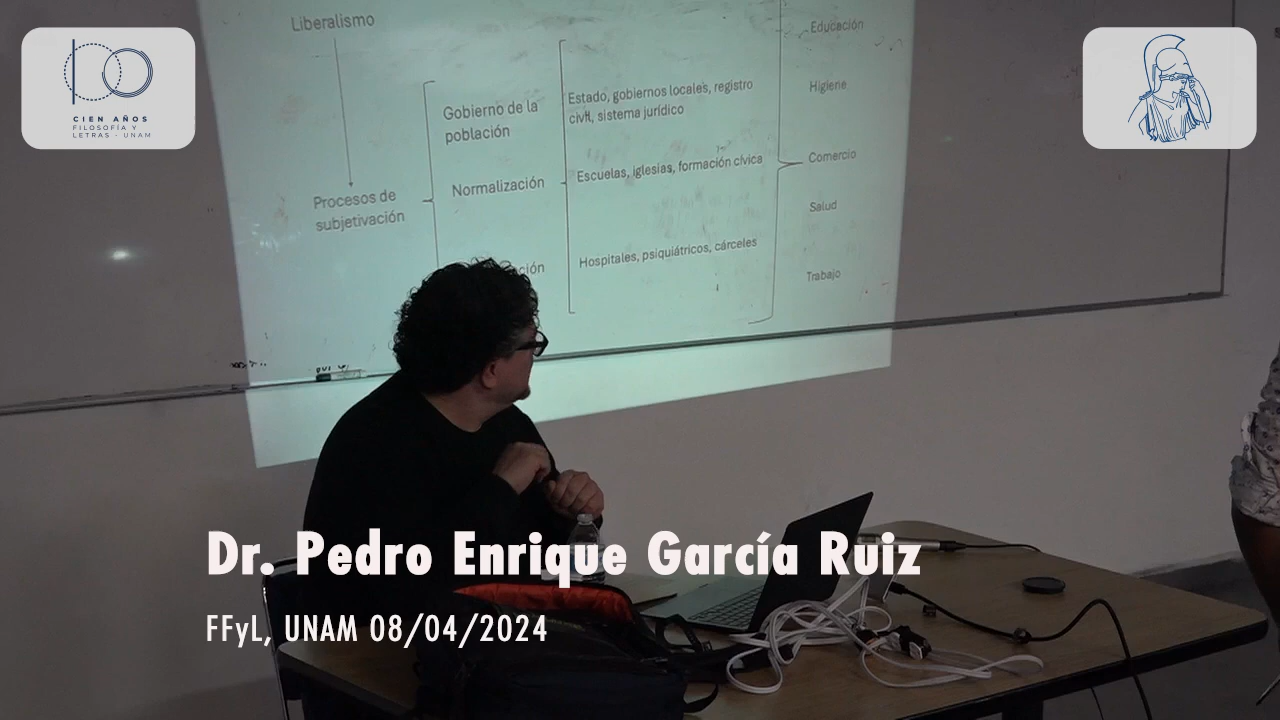 CIEN AÑOS
FILOSOFÍA Y
LETRAS - UNAM
Liberalismo
Procesos de
subjetivación
Gobierno de la
población
Normalización
ción
Estado, gobiernos locales, registro
civil, sistema jurídico
Escuelas, iglesias, formación cívica
Hospitales, psiquiátricos, cárceles
Educación
Higiene
Comercio
Salud
Trabajo
Dr. Pedro Enrique García Ruiz
FFyL, UNAM 08/04/2024